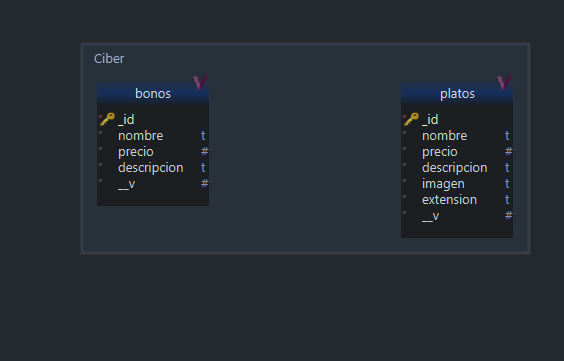 Ciber
bonos
_id
nombre t
precio #
descripcion t
__v #
platos
_id
nombre t
precio #
descripcion t
imagen t
extension t
__v #